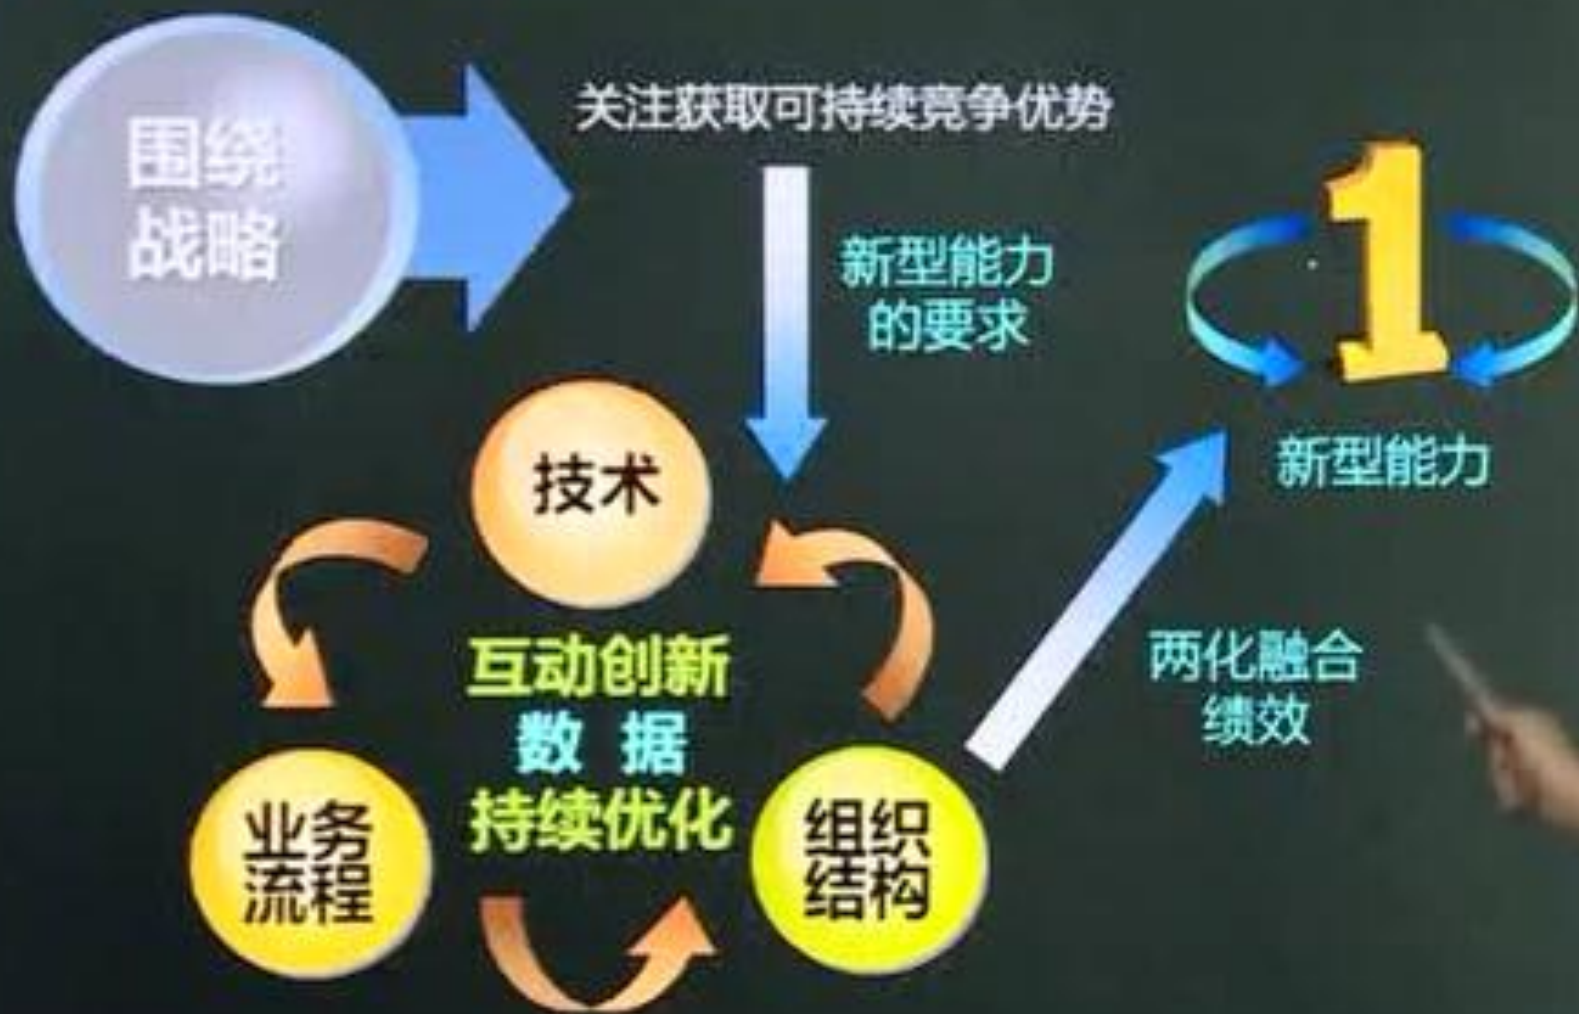 围绕
战略
关注获取可持续竞争优势
新型能力
的要求
1
新型能力
技术
互动创新
数 据
持续优化
业务
流程
组织
结构
两化融合
绩效